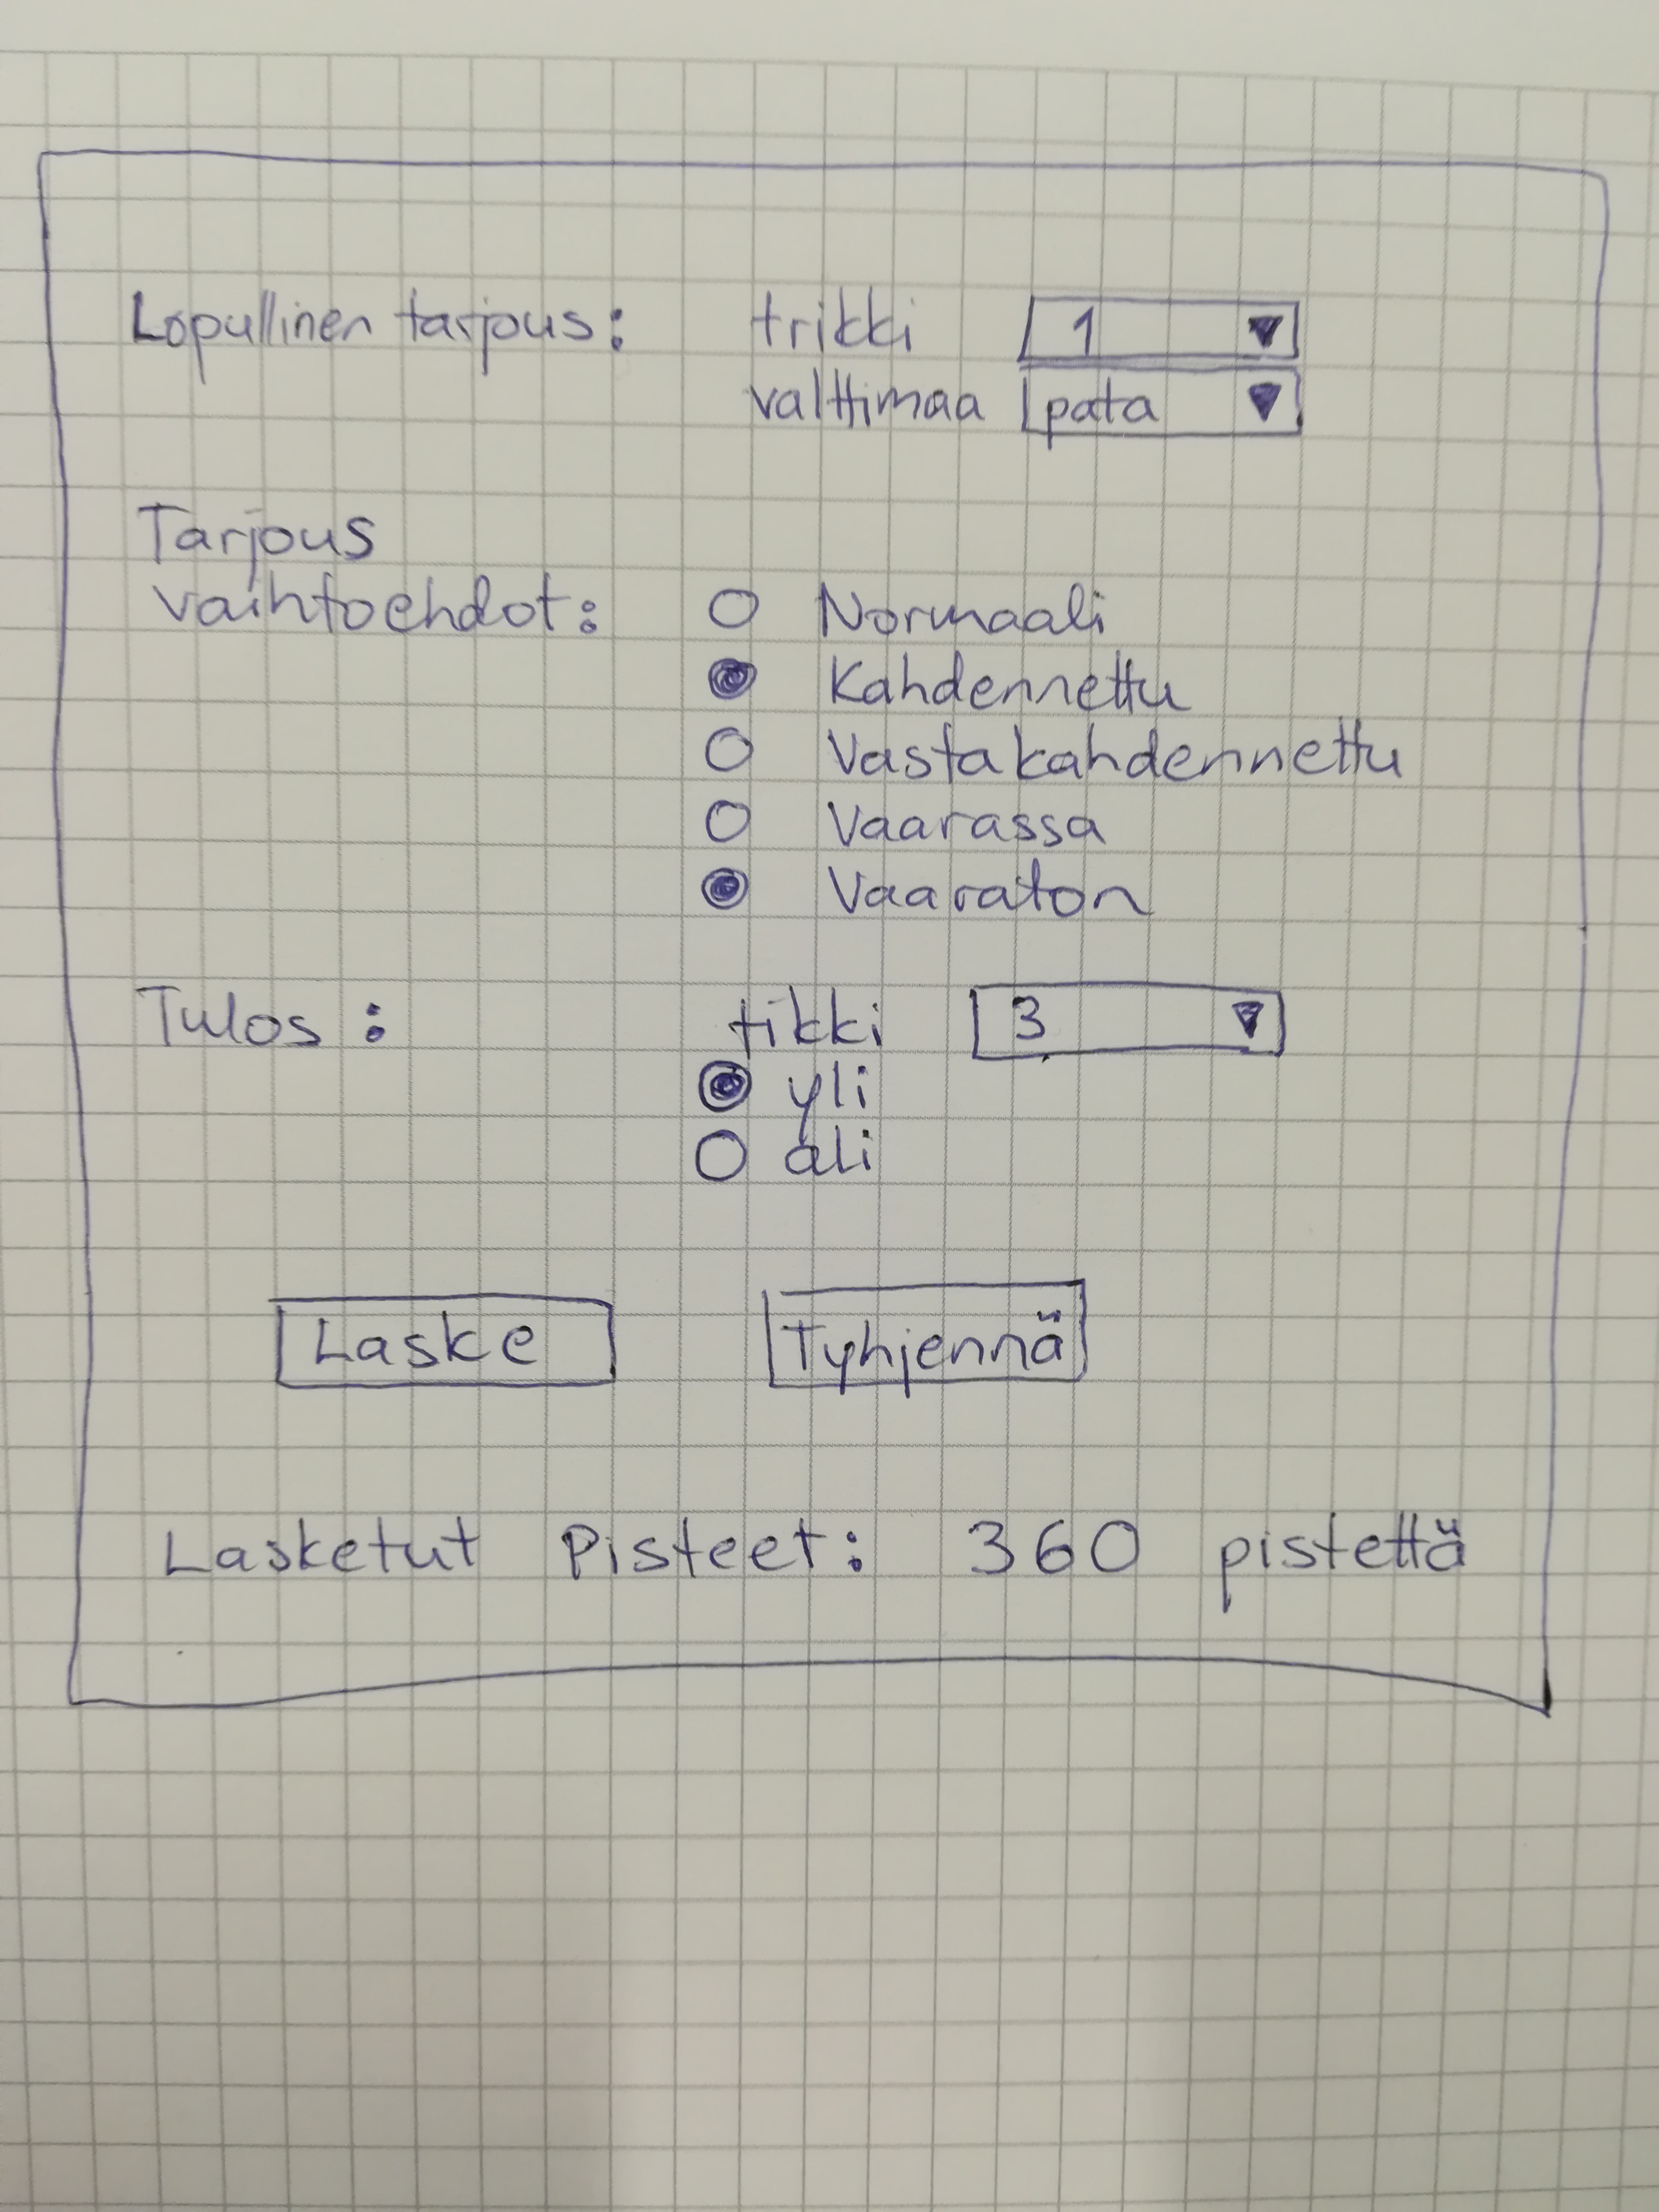 Lopullinen tarjous: trikki 1
valttimaa pata
Tarjous
vaihtoehdot: Normaali
Kahdennettu
Vastakahdennettu
Vaarassa
Vaaraton
Tulos: tikki 3
yli
ali
Laske Tyhjennä
Lasketut Pisteet: 360 pistettä